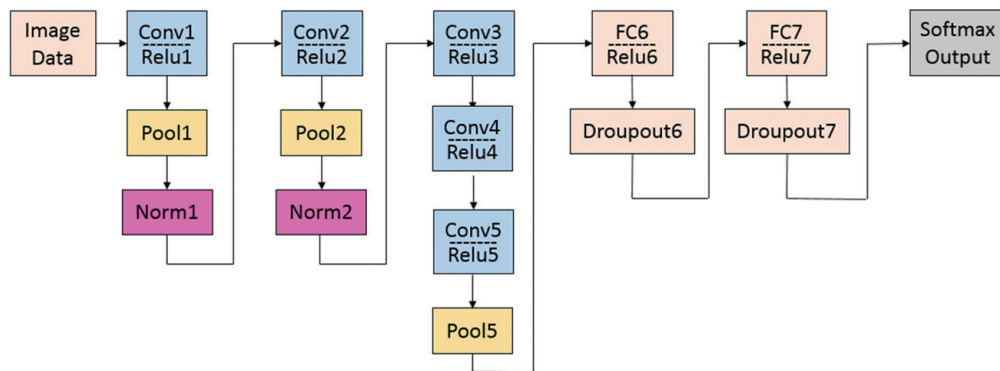 Image
Data
Conv1
Relu1
Pool1
Norm1
Conv2
Relu2
Pool2
Norm2
Conv3
Relu3
Conv4
Relu4
Conv5
Relu5
Pool5
FC6
Relu6
Droupout6
FC7
Relu7
Droupout7
Softmax
Output